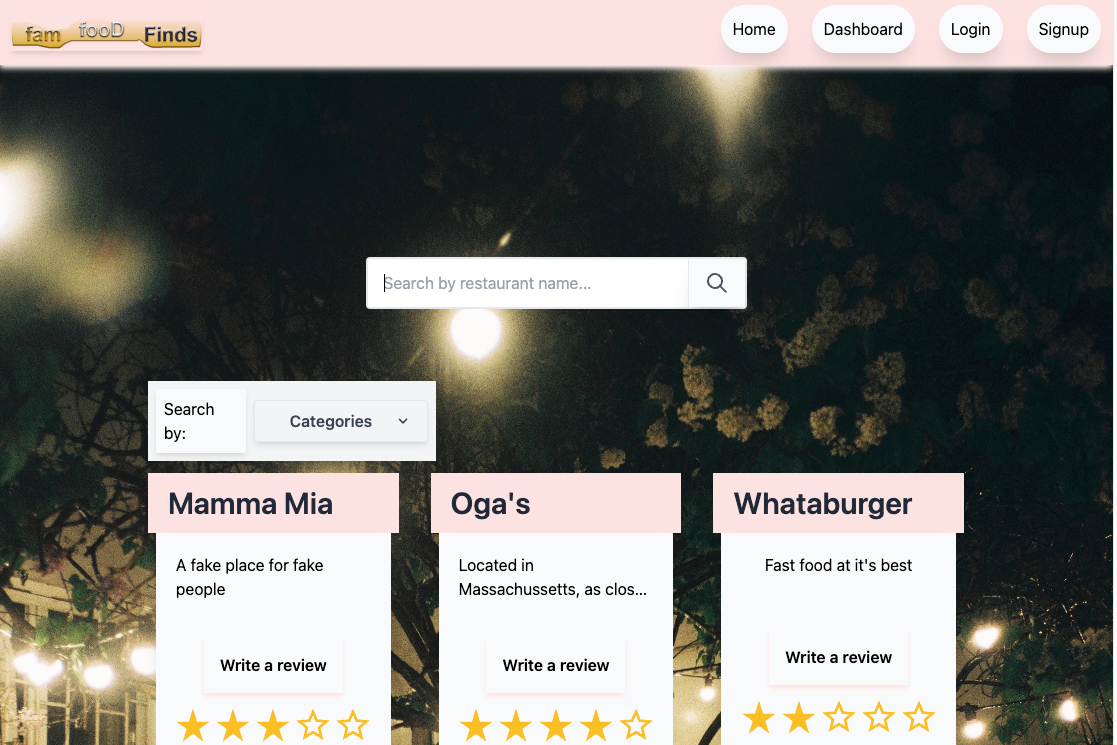 fam fooD Finds
Home
Dashboard
Login
Signup
Search by restaurant name...
Search
by:
Categories
Mamma Mia
Oga's
Whataburger
A fake place for fake
people
Located in
Massachussetts, as clos...
Fast food at it's best
Write a review
Write a review
Write a review